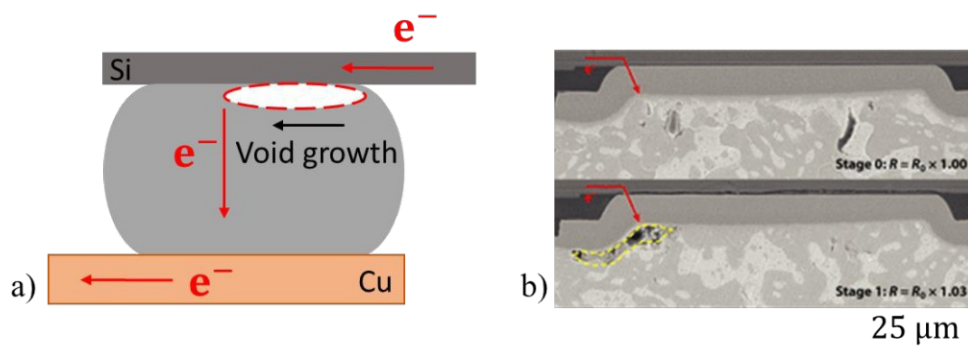 e⁻
Si
e⁻
Void growth
e⁻
Cu
a)
Stage 0: R = R₀ × 1.00
Stage 1: R = R₀ × 1.03
b)
25 μm